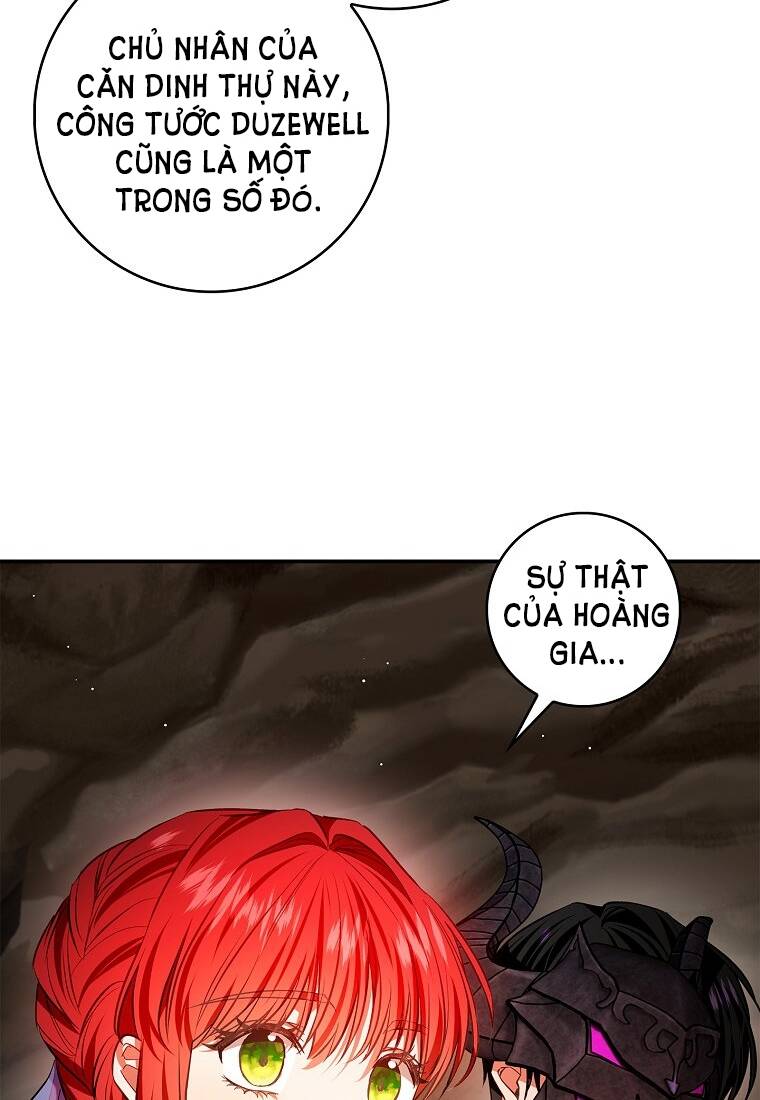 CHỦ NHÂN CỦA
CĂN DINH THỰ NÀY,
CÔNG TƯỚC DUZEWELL
CŨNG LÀ MỘT
TRONG SỐ ĐÓ.
SỰ THẬT
CỦA HOÀNG
GIA...